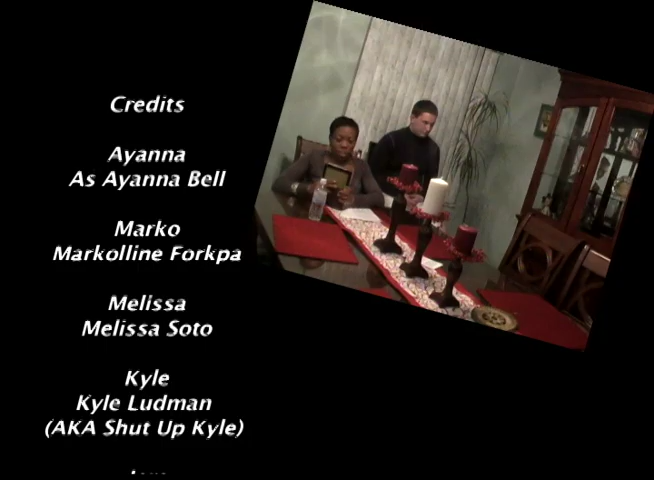 Credits
Ayanna
As Ayanna Bell
Marko
Markolline Forkpa
Melissa
Melissa Soto
Kyle
Kyle Ludman
(AKA Shut Up Kyle)